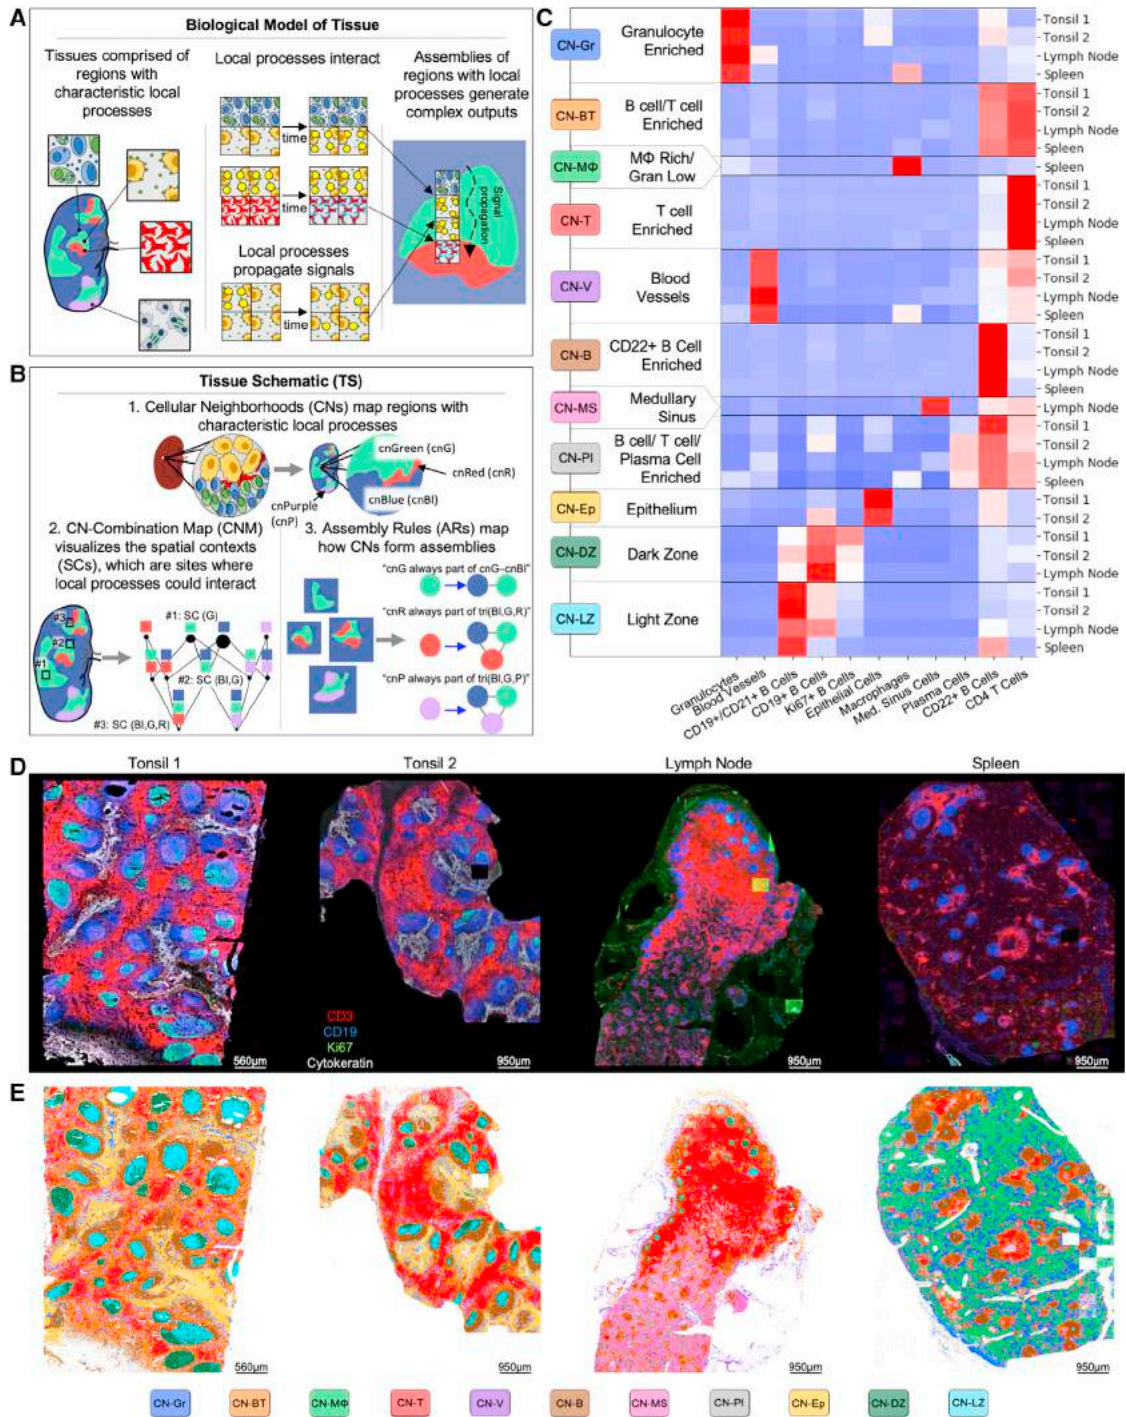 A
Biological Model of Tissue
Tissues comprised of
regions with
characteristic local
processes
Local processes interact
time
time
Local processes
propagate signals
time
Assemblies of
regions with local
processes generate
complex outputs
Signal
propagation
B
Tissue Schematic (TS)
1. Cellular Neighborhoods (CNs) map regions with
characteristic local processes
cnGreen (cnG)
cnRed (cnR)
cnBlue (cnBl)
cnPurple
(cnP)
2. CN-Combination Map (CNM)
visualizes the spatial contexts
(SCs), which are sites where
local processes could interact
#3
#2
#1
#1: SC (G)
#2: SC (Bl,G)
#3: SC (Bl,G,R)
3. Assembly Rules (ARs) map
how CNs form assemblies
"cnG always part of cnG–cnBl"
"cnR always part of tri(Bl,G,R)"
"cnP always part of tri(Bl,G,P)"
C
CN-Gr
Granulocyte
Enriched
Tonsil 1
Tonsil 2
Lymph Node
Spleen
CN-BT
B cell/T cell
Enriched
Tonsil 1
Tonsil 2
Lymph Node
Spleen
CN-MΦ
MΦ Rich/
Gran Low
Spleen
CN-T
T cell
Enriched
Tonsil 1
Tonsil 2
Lymph Node
Spleen
CN-V
Blood
Vessels
Tonsil 1
Tonsil 2
Lymph Node
Spleen
CN-B
CD22+ B Cell
Enriched
Tonsil 1
Tonsil 2
Lymph Node
Spleen
CN-MS
Medullary
Sinus
Lymph Node
CN-Pl
B cell/ T cell/
Plasma Cell
Enriched
Tonsil 1
Tonsil 2
Lymph Node
Spleen
CN-Ep
Epithelium
Tonsil 1
Tonsil 2
CN-DZ
Dark Zone
Tonsil 1
Tonsil 2
Lymph Node
CN-LZ
Light Zone
Tonsil 1
Tonsil 2
Lymph Node
Spleen
Granulocytes
Blood Vessels
CD19+/CD21+ B Cells
CD19+ B Cells
Ki67+ B Cells
Epithelial Cells
Macrophages
Med. Sinus Cells
Plasma Cells
CD22+ B Cells
CD4 T Cells
D
Tonsil 1
Tonsil 2
Lymph Node
Spleen
CD3
CD19
Ki67
Cytokeratin
560µm
950µm
950µm
950µm
E
560µm
950µm
950µm
950µm
CN-Gr
CN-BT
CN-MΦ
CN-T
CN-V
CN-B
CN-MS
CN-Pl
CN-Ep
CN-DZ
CN-LZ